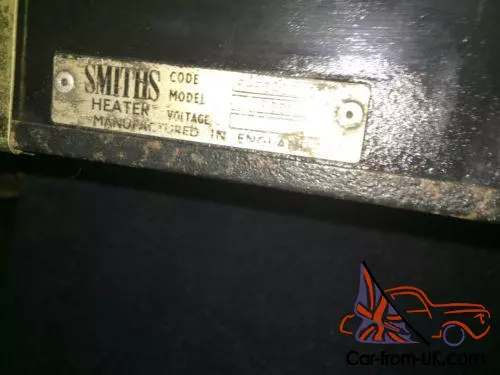 SMITHS CODE
HEATER MODEL
VOLTAGE
MANUFACTURED IN ENGLAND
Car-from-UK.com